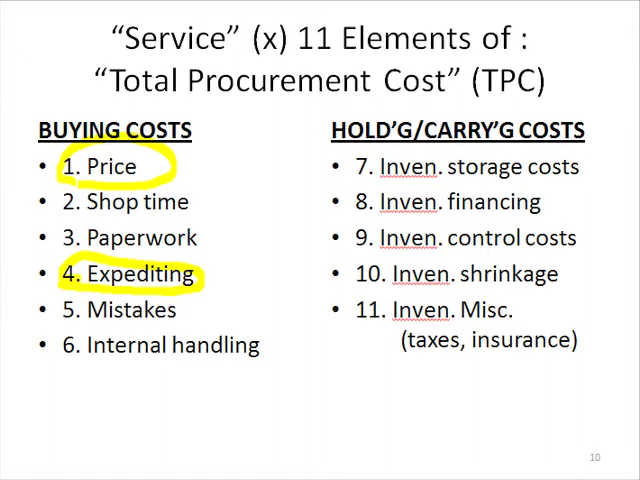 “Service” (x) 11 Elements of :
“Total Procurement Cost” (TPC)
BUYING COSTS
• 1. Price
• 2. Shop time
• 3. Paperwork
• 4. Expediting
• 5. Mistakes
• 6. Internal handling
HOLD’G/CARRY’G COSTS
• 7. Inven. storage costs
• 8. Inven. financing
• 9. Inven. control costs
• 10. Inven. shrinkage
• 11. Inven. Misc.
(taxes, insurance)
10